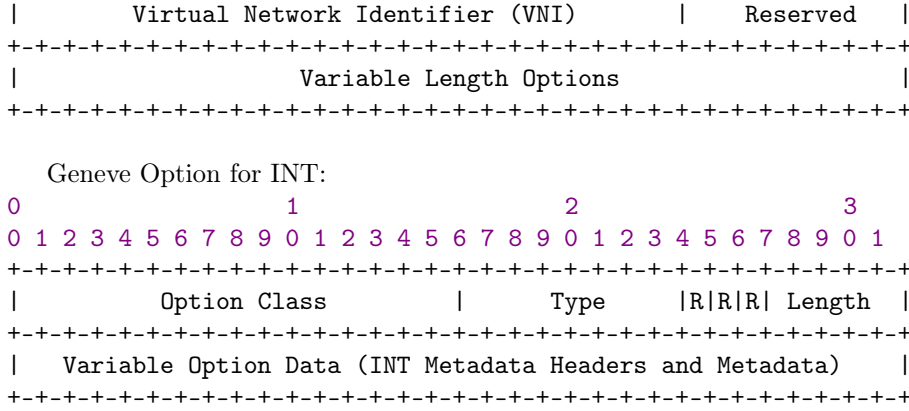 |        Virtual Network Identifier (VNI)       |    Reserved   |
+-+-+-+-+-+-+-+-+-+-+-+-+-+-+-+-+-+-+-+-+-+-+-+-+-+-+-+-+-+-+-+-+
|                    Variable Length Options                    |
+-+-+-+-+-+-+-+-+-+-+-+-+-+-+-+-+-+-+-+-+-+-+-+-+-+-+-+-+-+-+-+-+
Geneve Option for INT:
0                   1                   2                   3
0 1 2 3 4 5 6 7 8 9 0 1 2 3 4 5 6 7 8 9 0 1 2 3 4 5 6 7 8 9 0 1
+-+-+-+-+-+-+-+-+-+-+-+-+-+-+-+-+-+-+-+-+-+-+-+-+-+-+-+-+-+-+-+-+
|          Option Class         |      Type     |R|R|R| Length  |
+-+-+-+-+-+-+-+-+-+-+-+-+-+-+-+-+-+-+-+-+-+-+-+-+-+-+-+-+-+-+-+-+
|   Variable Option Data (INT Metadata Headers and Metadata)    |
+-+-+-+-+-+-+-+-+-+-+-+-+-+-+-+-+-+-+-+-+-+-+-+-+-+-+-+-+-+-+-+-+